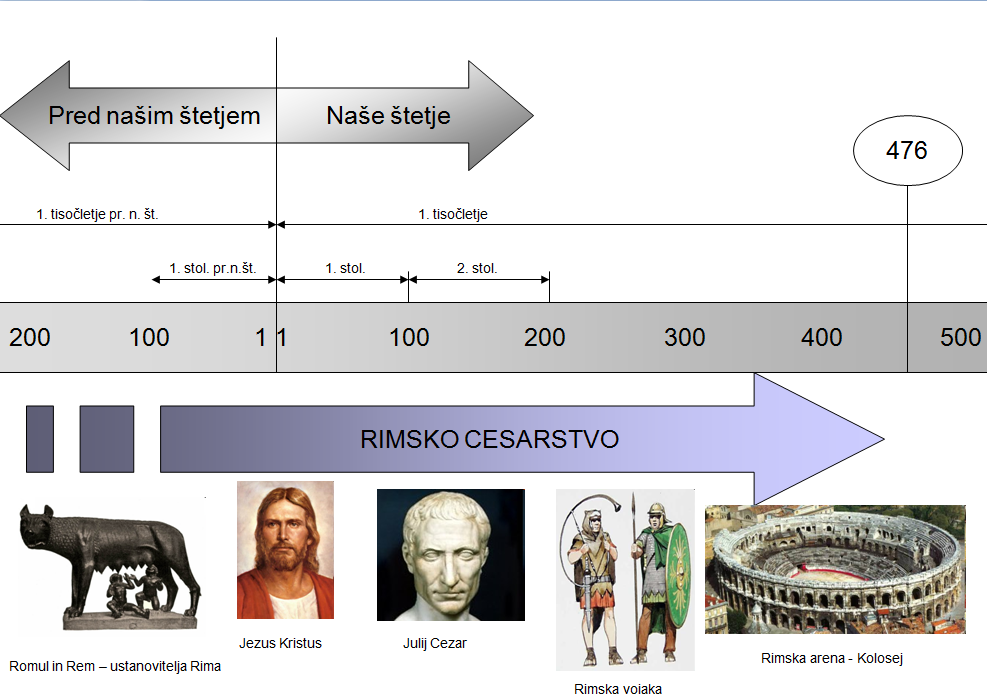 Pred našim štetjem
Naše štetje
476
1. tisočletje pr. n. št.
1. tisočletje
1. stol. pr.n.št.
1. stol.
2. stol.
200 100 1 1 100 200 300 400 500
RIMSKO CESARSTVO
Jezus Kristus
Julij Cezar
Romul in Rem – ustanovitelja Rima
Rimska arena - Kolosej
Rimska vojaka